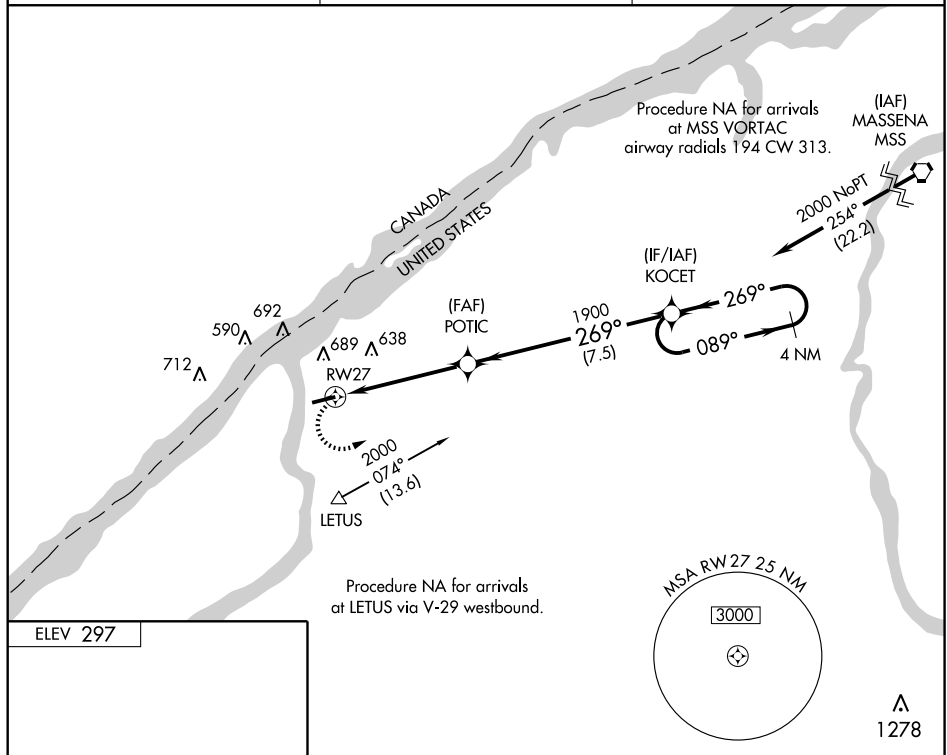 Procedure NA for arrivals
at MSS VORTAC
airway radials 194 CW 313.
(IAF)
MASSENA
MSS
2000 NoPT
254°
(22.2)
CANADA
UNITED STATES
(IF/IAF)
KOCET
269°
089°
4 NM
1900
269°
(7.5)
(FAF)
POTIC
692
590
712
689
638
RW27
2000
074°
(13.6)
LETUS
Procedure NA for arrivals
at LETUS via V-29 westbound.
MSA RW27 25 NM
3000
ELEV 297
1278